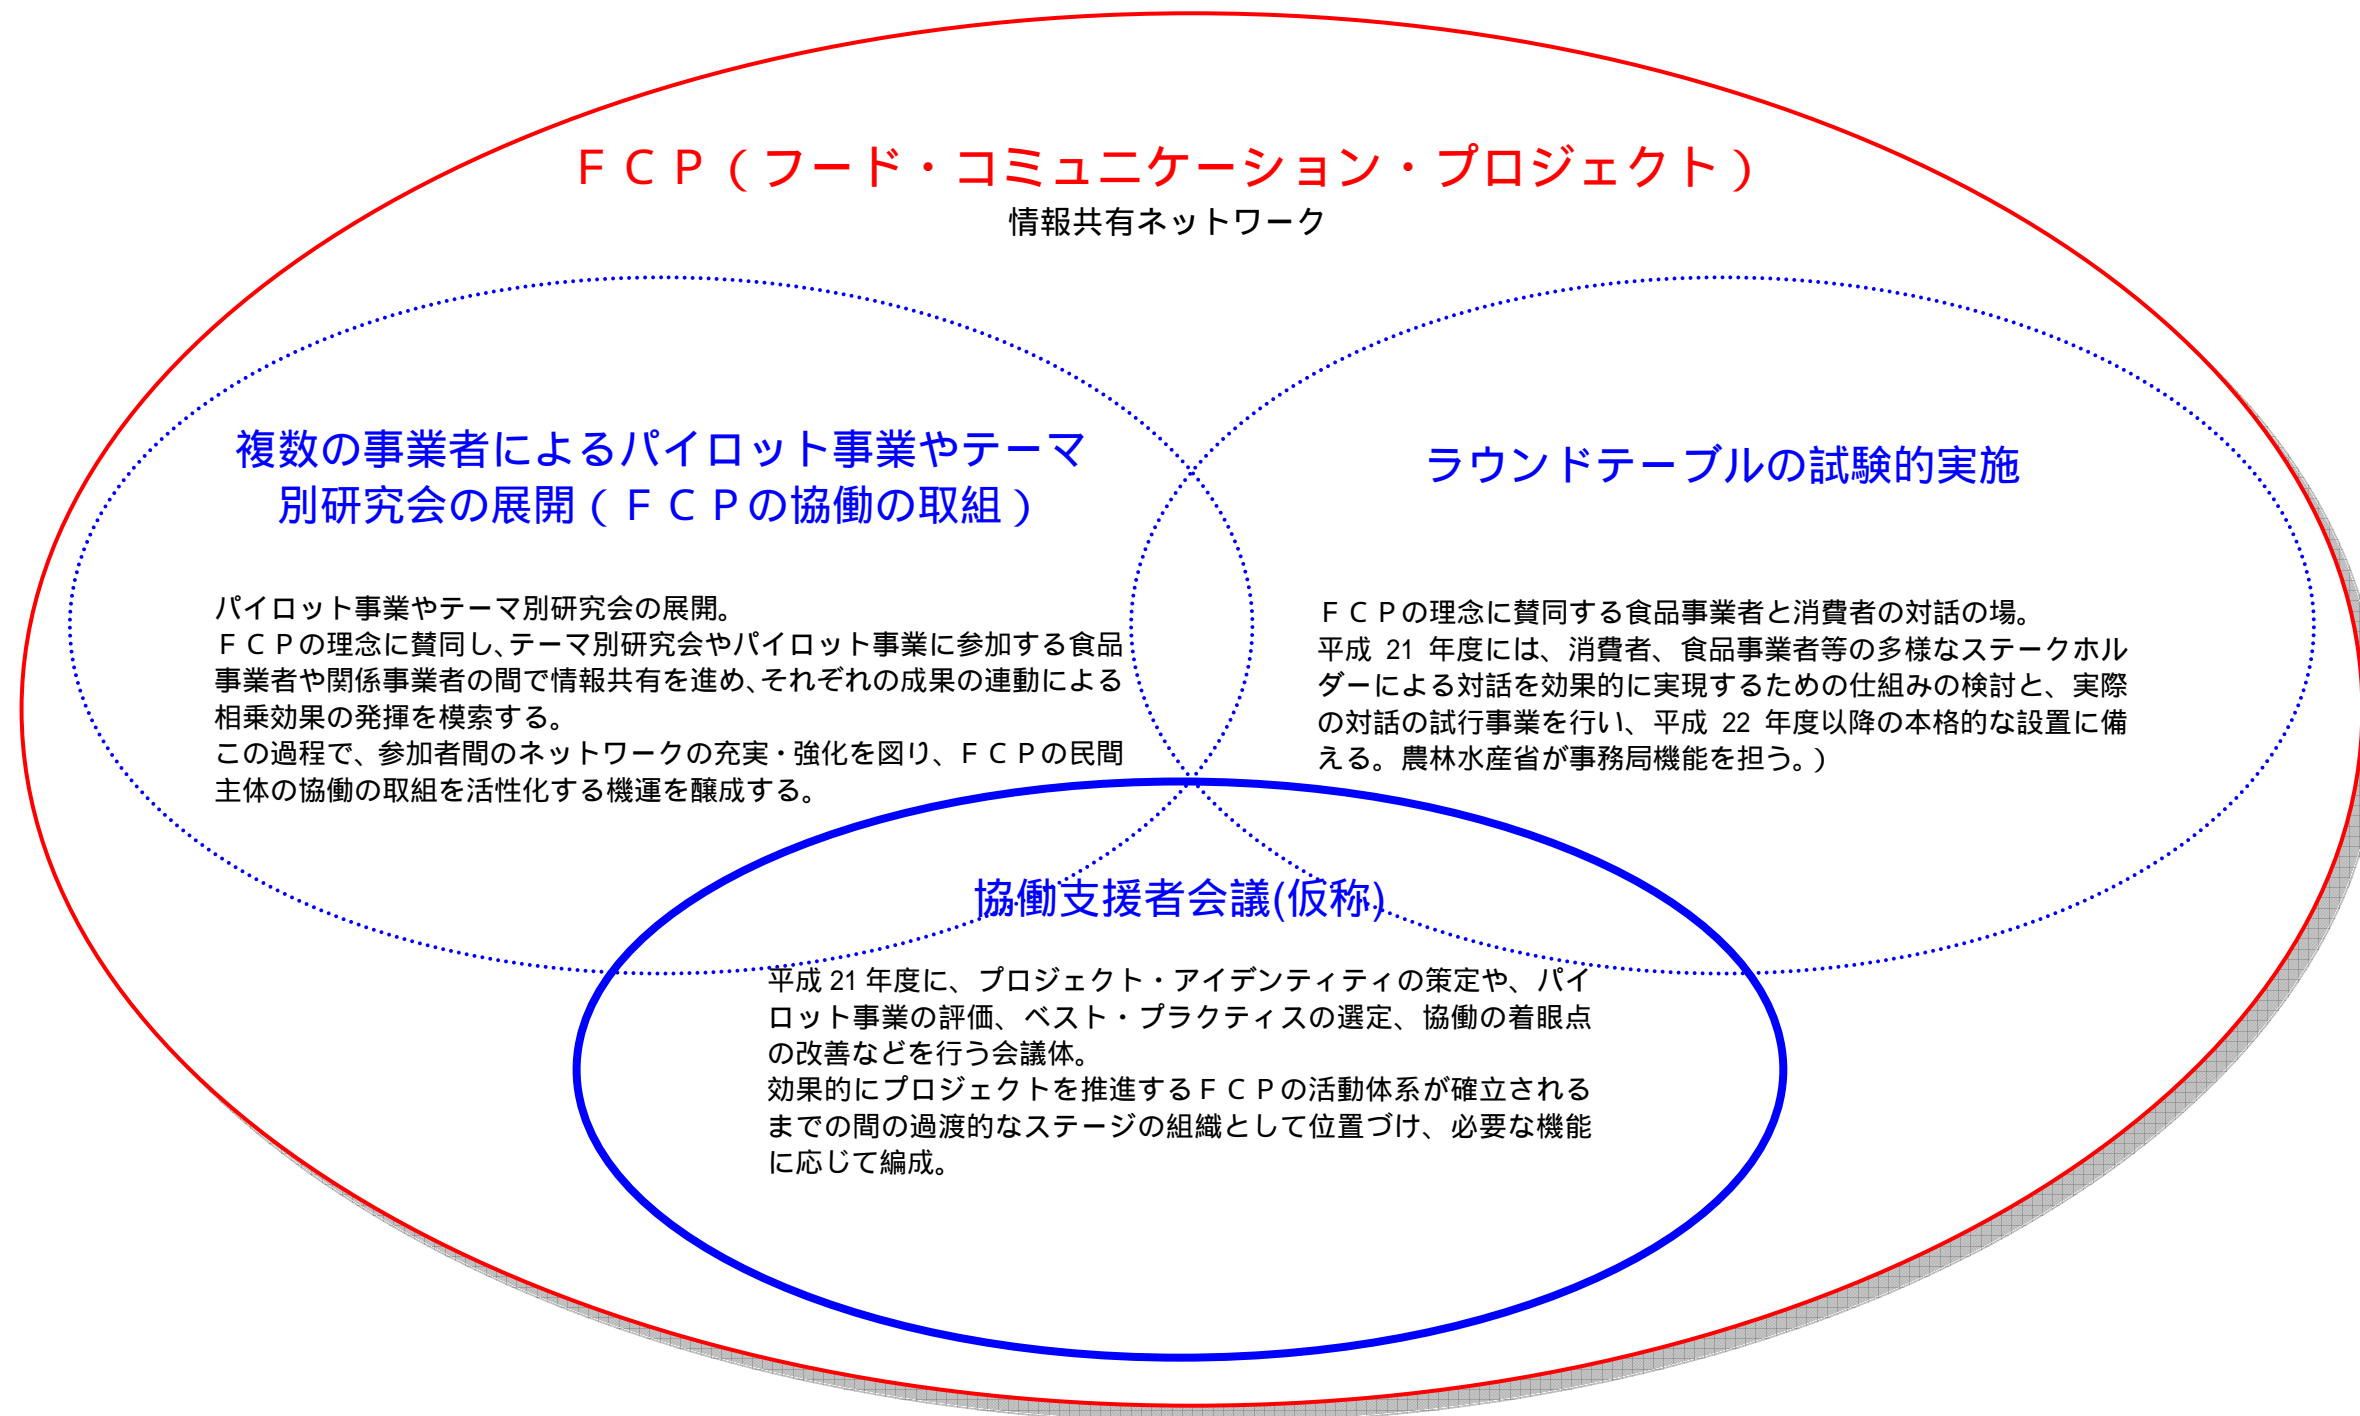 ＦＣＰ（フード・コミュニケーション・プロジェクト）
情報共有ネットワーク
複数の事業者によるパイロット事業やテーマ
別研究会の展開（ＦＣＰの協働の取組）
パイロット事業やテーマ別研究会の展開。
ＦＣＰの理念に賛同し、テーマ別研究会やパイロット事業に参加する食品
事業者や関係事業者の間で情報共有を進め、それぞれの成果の連動による
相乗効果の発揮を模索する。
この過程で、参加者間のネットワークの充実・強化を図り、ＦＣＰの民間
主体の協働の取組を活性化する機運を醸成する。
ラウンドテーブルの試験的実施
ＦＣＰの理念に賛同する食品事業者と消費者の対話の場。
平成 21 年度には、消費者、食品事業者等の多様なステークホル
ダーによる対話を効果的に実現するための仕組みの検討と、実際
の対話の試行事業を行い、平成 22 年度以降の本格的な設置に備
える。農林水産省が事務局機能を担う。）
協働支援者会議(仮称)
平成 21 年度に、プロジェクト・アイデンティティの策定や、パイ
ロット事業の評価、ベスト・プラクティスの選定、協働の着眼点
の改善などを行う会議体。
効果的にプロジェクトを推進するＦＣＰの活動体系が確立される
までの間の過渡的なステージの組織として位置づけ、必要な機能
に応じて編成。